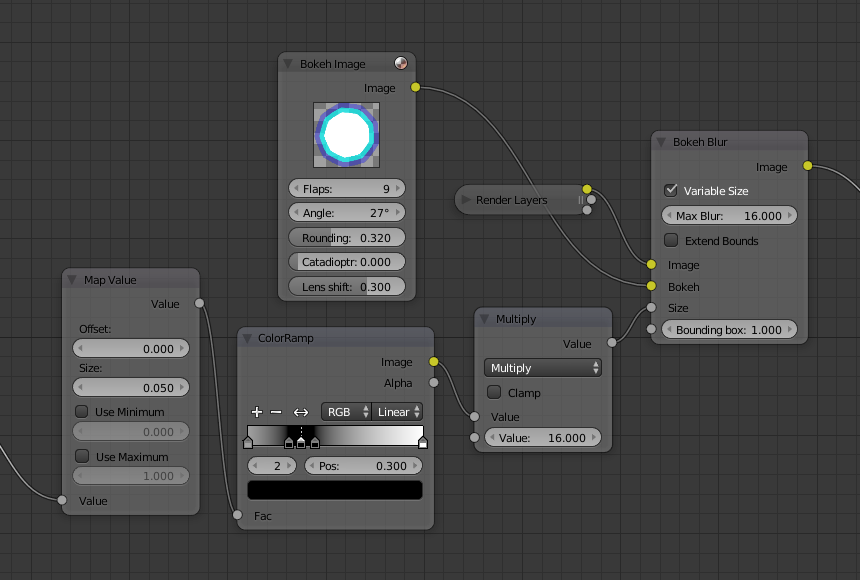 Bokeh Image
Image
Flaps: 9
Angle: 27°
Rounding: 0.320
Catadioptr: 0.000
Lens shift: 0.300
Render Layers
Bokeh Blur
Image
Variable Size
Max Blur: 16.000
Extend Bounds
Image
Bokeh
Size
Bounding box: 1.000
Map Value
Value
Offset:
0.000
Size:
0.050
Use Minimum
0.000
Use Maximum
1.000
Value
ColorRamp
Image
Alpha
RGB Linear
2 Pos: 0.300
Fac
Multiply
Value
Multiply
Clamp
Value
Value: 16.000